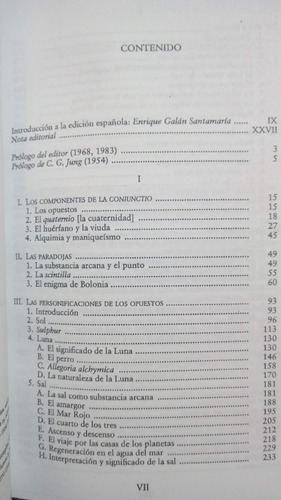 CONTENIDO
Introducción a la edición española: Enrique Galán Santamaría ..... IX
Nota editorial ..... XXVII
Prólogo del editor (1968, 1983) ..... 3
Prólogo de C. G. Jung (1954) ..... 5
I
I. LOS COMPONENTES DE LA CONJUNCTIO ..... 15
1. Los opuestos ..... 15
2. El quaternio [la cuaternidad] ..... 18
3. El huérfano y la viuda ..... 27
4. Alquimia y maniqueísmo ..... 45
II. LAS PARADOJAS ..... 49
1. La substancia arcana y el punto ..... 49
2. La scintilla ..... 55
3. El enigma de Bolonia ..... 60
III. LAS PERSONIFICACIONES DE LOS OPUESTOS ..... 93
1. Introducción ..... 93
2. Sol ..... 96
3. Sulphur ..... 113
4. Luna ..... 130
A. El significado de la Luna ..... 130
B. El perro ..... 146
C. Allegoria alchymica ..... 158
D. La naturaleza de la Luna ..... 170
5. Sal ..... 181
A. La sal como substancia arcana ..... 181
B. El amargor ..... 188
C. El Mar Rojo ..... 195
D. El cuarto de los tres ..... 205
E. Ascenso y descenso ..... 212
F. El viaje por las casas de los planetas ..... 218
G. Regeneración en el agua del mar ..... 229
H. Interpretación y significado de la sal ..... 233
VII